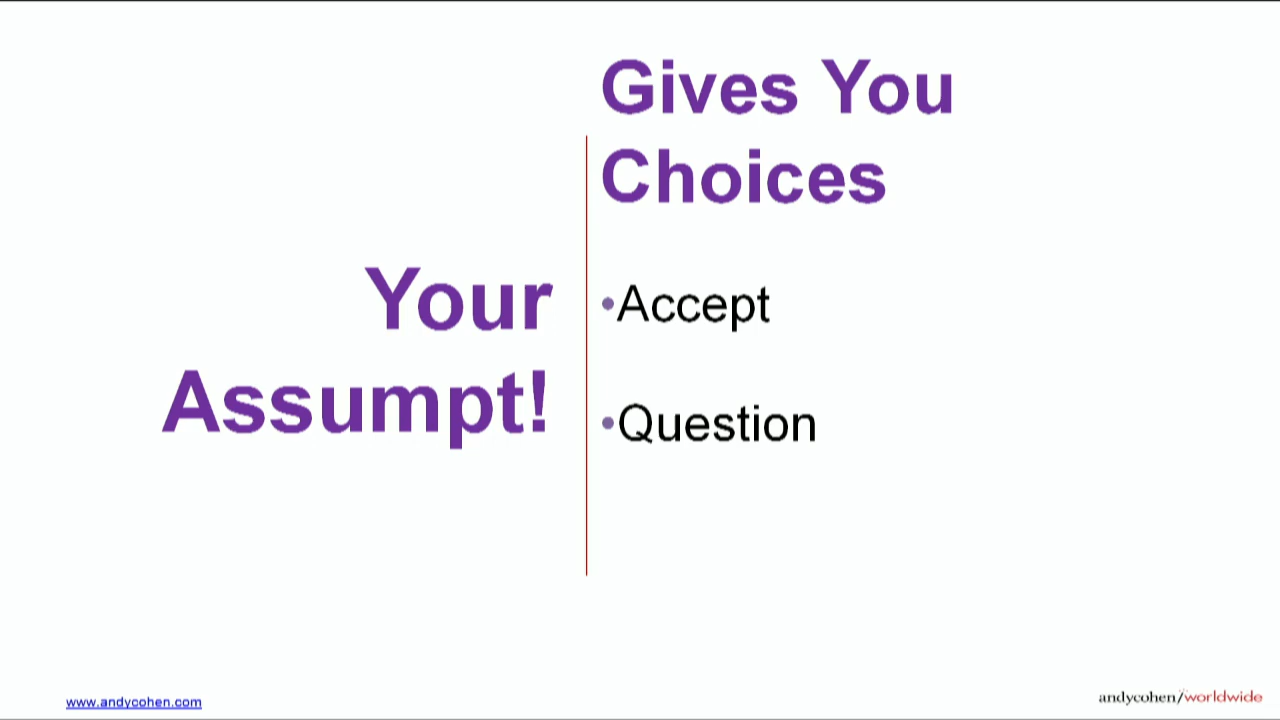 Your
Assumpt!
Gives You
Choices
•Accept
•Question
www.andycohen.com
andycohen/worldwide